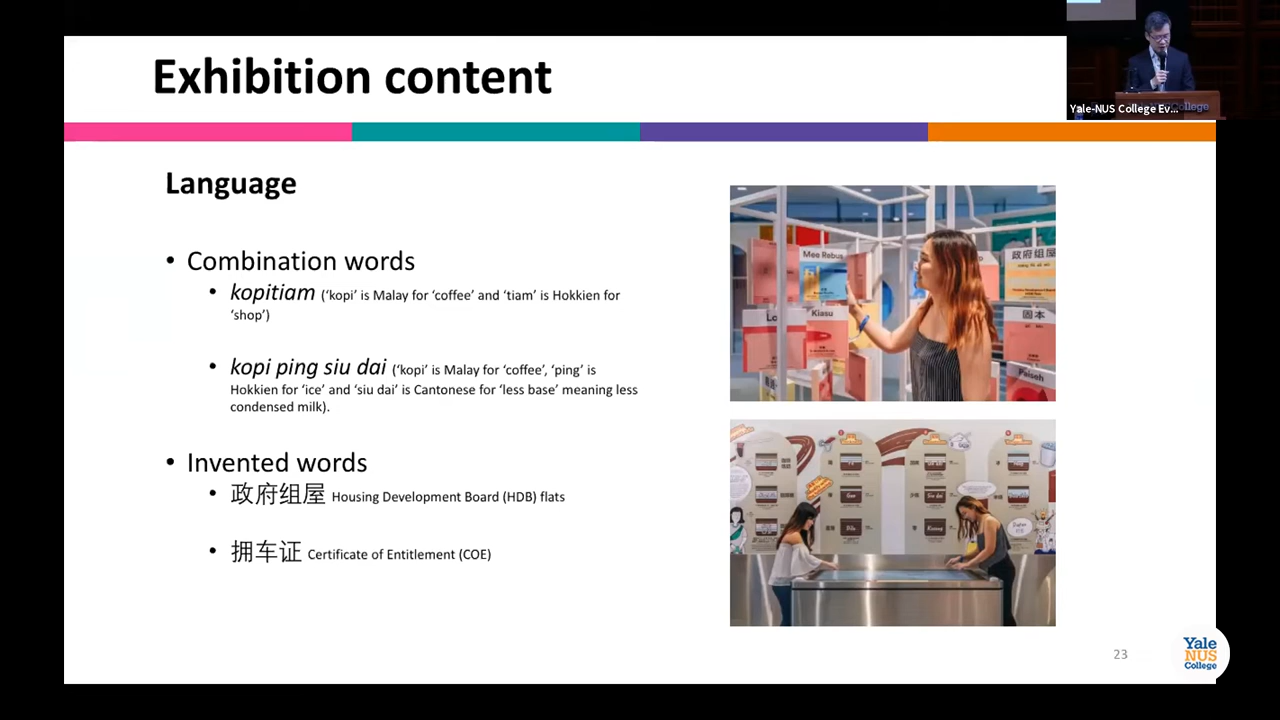 Exhibition content
Yale-NUS College Ev...
Language
• Combination words
• kopitiam (‘kopi’ is Malay for ‘coffee’ and ‘tiam’ is Hokkien for
‘shop’)
• kopi ping siu dai (‘kopi’ is Malay for ‘coffee’, ‘ping’ is
Hokkien for ‘ice’ and ‘siu dai’ is Cantonese for ‘less base’ meaning less
condensed milk).
• Invented words
• 政府组屋 Housing Development Board (HDB) flats
• 拥车证 Certificate of Entitlement (COE)
Mee Rebus
政府组屋
Kiasu
固本
Paiseh
Siu dai
23
Yale
NUS
College